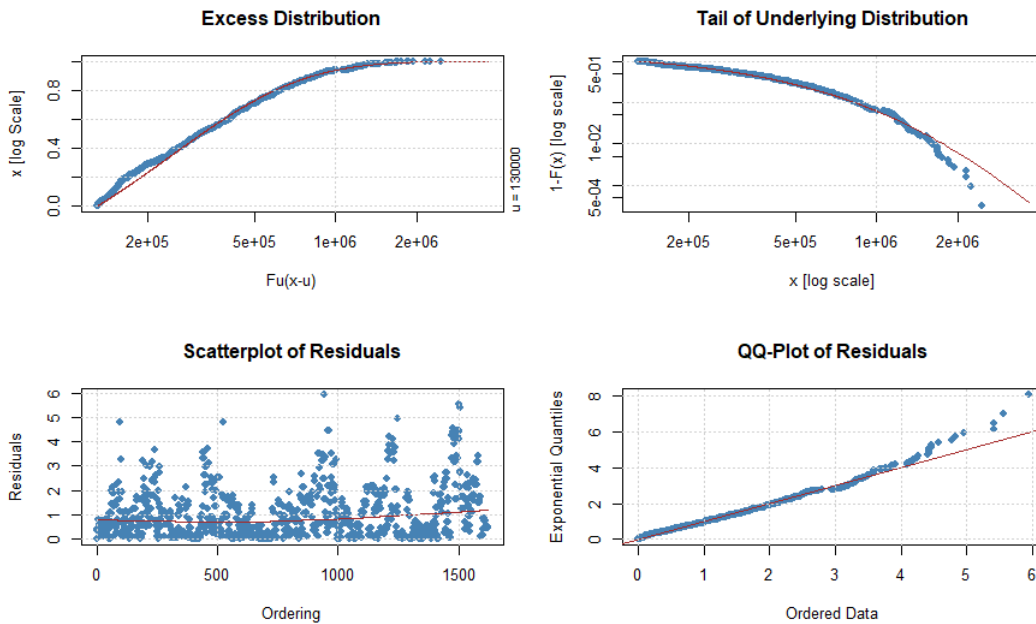 Excess Distribution
x [log Scale]
0.0 0.4 0.8
u = 130000
2e+05 5e+05 1e+06 2e+06
Fu(x-u)
Tail of Underlying Distribution
1-F(x) [log scale]
5e-04 1e-02 5e-01
2e+05 5e+05 1e+06 2e+06
x [log scale]
Scatterplot of Residuals
Residuals
0 1 2 3 4 5 6
0 500 1000 1500
Ordering
QQ-Plot of Residuals
Exponential Quantiles
0 2 4 6 8
0 1 2 3 4 5 6
Ordered Data